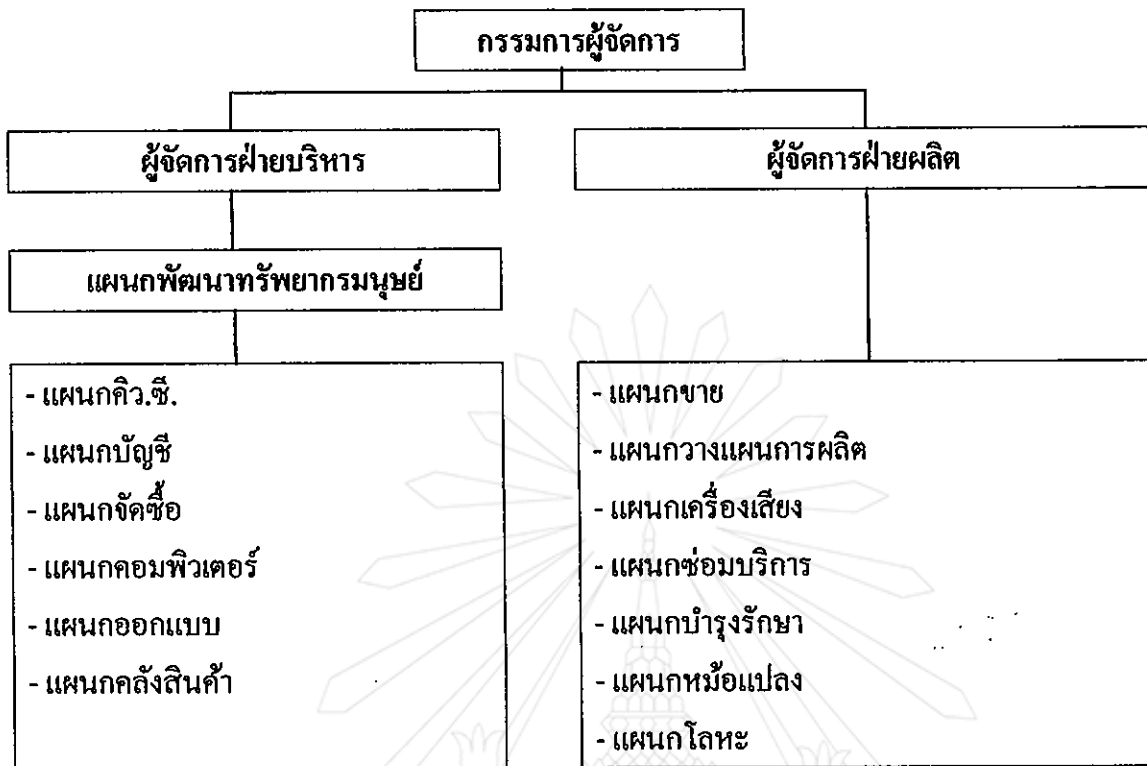 กรรมการผู้จัดการ
ผู้จัดการฝ่ายบริหาร
ผู้จัดการฝ่ายผลิต
แผนกพัฒนาทรัพยากรมนุษย์
- แผนกคิว.ซี.
- แผนกบัญชี
- แผนกจัดซื้อ
- แผนกคอมพิวเตอร์
- แผนกออกแบบ
- แผนกคลังสินค้า
- แผนกขาย
- แผนกวางแผนการผลิต
- แผนกเครื่องเสียง
- แผนกซ่อมบริการ
- แผนกบำรุงรักษา
- แผนกหม้อแปลง
- แผนกโลหะ